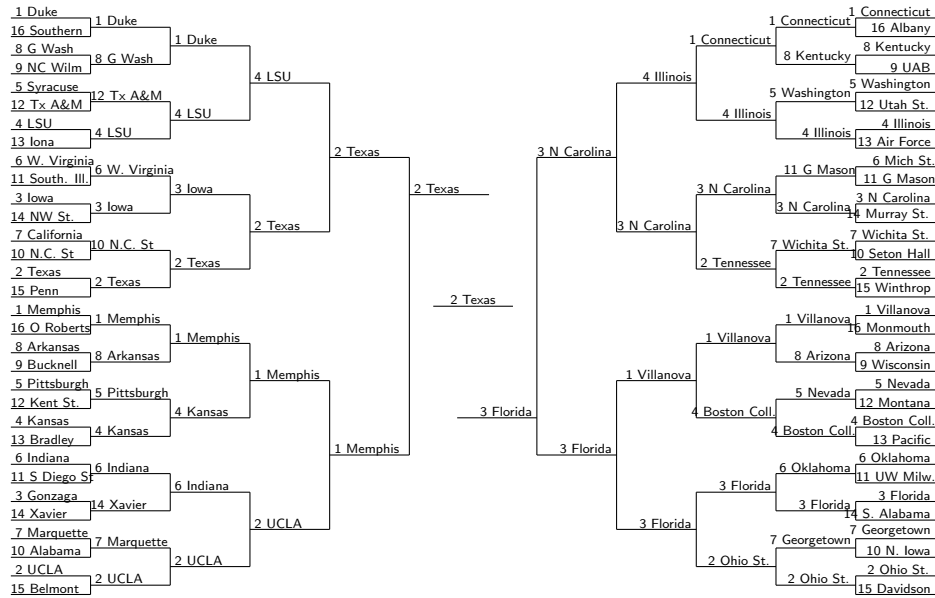 1 Duke
16 Southern
8 G Wash
9 NC Wilm
5 Syracuse
12 Tx A&M
4 LSU
13 Iona
6 W. Virginia
11 South. Ill.
3 Iowa
14 NW St.
7 California
10 N.C. St
2 Texas
15 Penn
1 Memphis
16 O Roberts
8 Arkansas
9 Bucknell
5 Pittsburgh
12 Kent St.
4 Kansas
13 Bradley
6 Indiana
11 S Diego St
3 Gonzaga
14 Xavier
7 Marquette
10 Alabama
2 UCLA
15 Belmont
1 Duke
8 G Wash
12 Tx A&M
4 LSU
6 W. Virginia
3 Iowa
10 N.C. St
2 Texas
1 Memphis
8 Arkansas
5 Pittsburgh
4 Kansas
6 Indiana
14 Xavier
7 Marquette
2 UCLA
1 Duke
4 LSU
3 Iowa
2 Texas
1 Memphis
4 Kansas
6 Indiana
2 UCLA
4 LSU
2 Texas
1 Memphis
2 UCLA
2 Texas
1 Memphis
2 Texas
2 Texas
3 Florida
3 N Carolina
3 Florida
4 Illinois
3 N Carolina
1 Villanova
3 Florida
1 Connecticut
4 Illinois
3 N Carolina
2 Tennessee
1 Villanova
4 Boston Coll.
3 Florida
2 Ohio St.
1 Connecticut
8 Kentucky
5 Washington
4 Illinois
11 G Mason
3 N Carolina
7 Wichita St.
2 Tennessee
1 Villanova
8 Arizona
5 Nevada
4 Boston Coll.
6 Oklahoma
3 Florida
7 Georgetown
2 Ohio St.
1 Connecticut
16 Albany
8 Kentucky
9 UAB
5 Washington
12 Utah St.
4 Illinois
13 Air Force
6 Mich St.
11 G Mason
3 N Carolina
14 Murray St.
7 Wichita St.
10 Seton Hall
2 Tennessee
15 Winthrop
1 Villanova
16 Monmouth
8 Arizona
9 Wisconsin
5 Nevada
12 Montana
4 Boston Coll.
13 Pacific
6 Oklahoma
11 UW Milw.
3 Florida
14 S. Alabama
7 Georgetown
10 N. Iowa
2 Ohio St.
15 Davidson